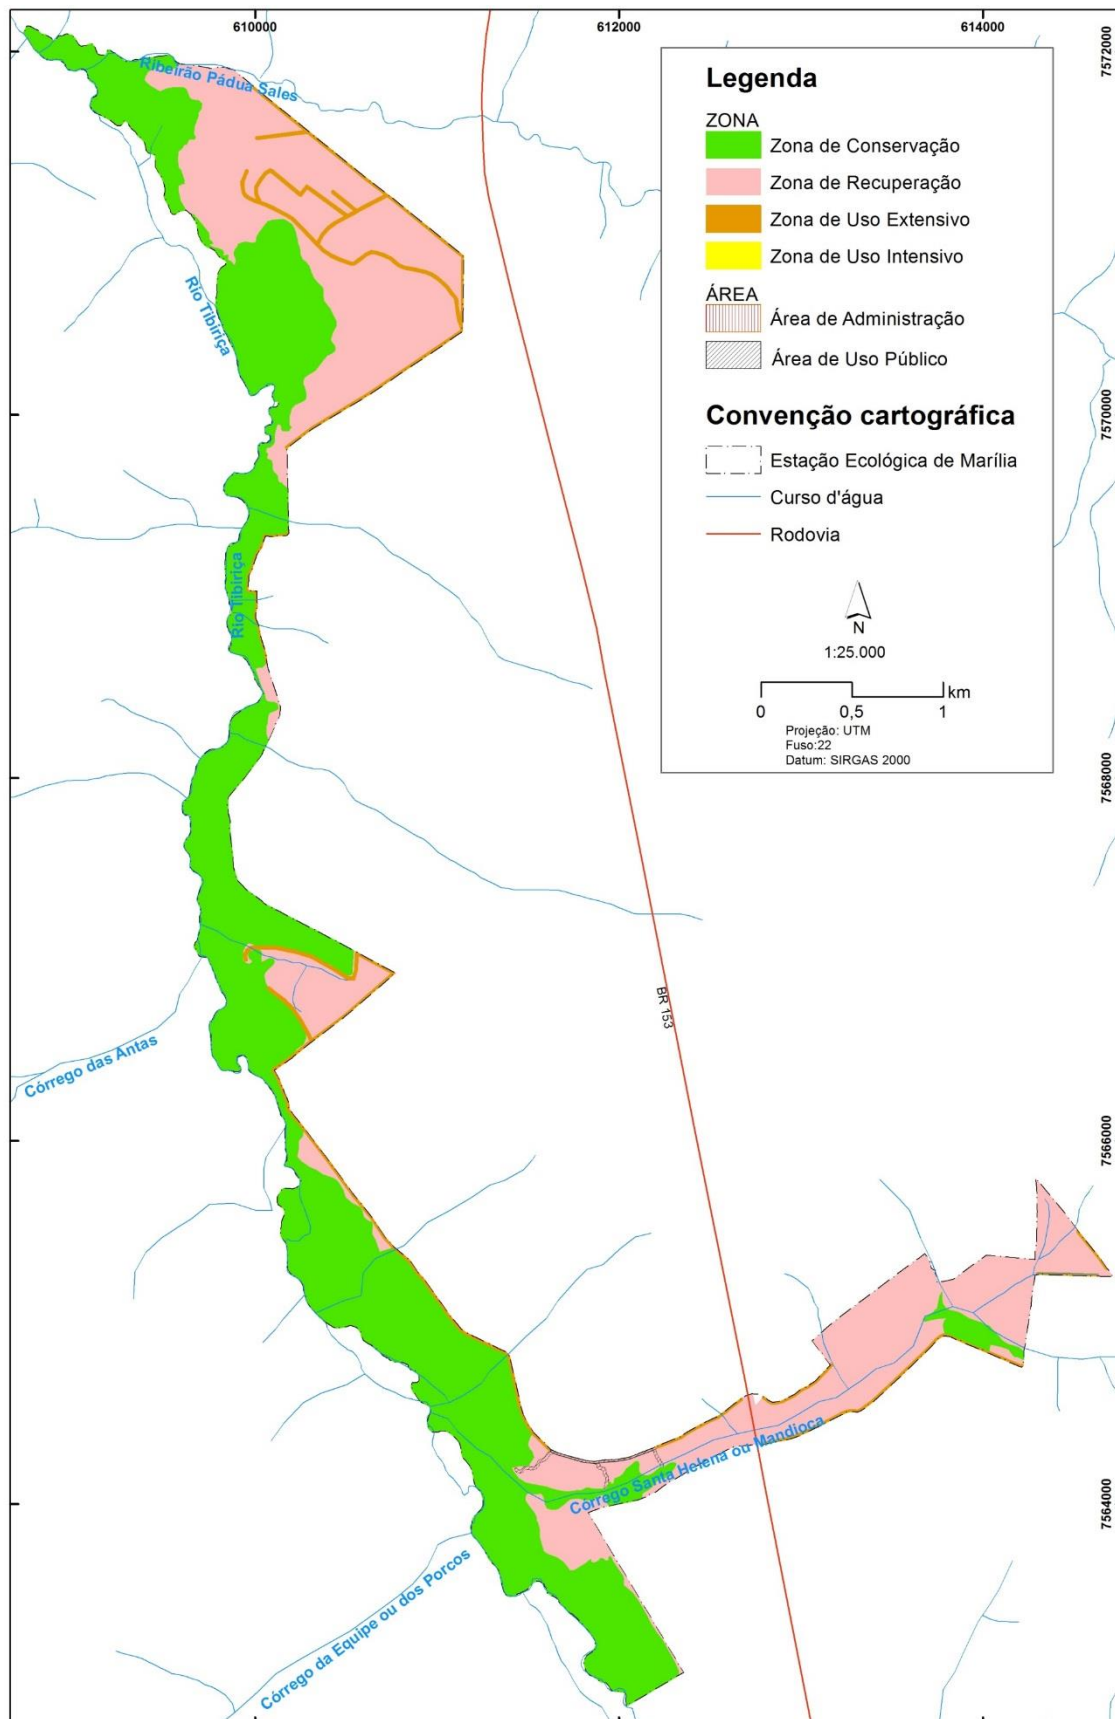 610000
612000
614000
7572000
7570000
7568000
7566000
7564000
Ribeirão Pádua Sales
Rio Tibiriça
Rio Tibiriça
Córrego das Antas
BR 153
Córrego Santa Helena ou Mandioca
Córrego da Equipe ou dos Porcos
Legenda
ZONA
Zona de Conservação
Zona de Recuperação
Zona de Uso Extensivo
Zona de Uso Intensivo
ÁREA
Área de Administração
Área de Uso Público
Convenção cartográfica
Estação Ecológica de Marília
Curso d'água
Rodovia
N
1:25.000
km
0 0,5 1
Projeção: UTM
Fuso:22
Datum: SIRGAS 2000